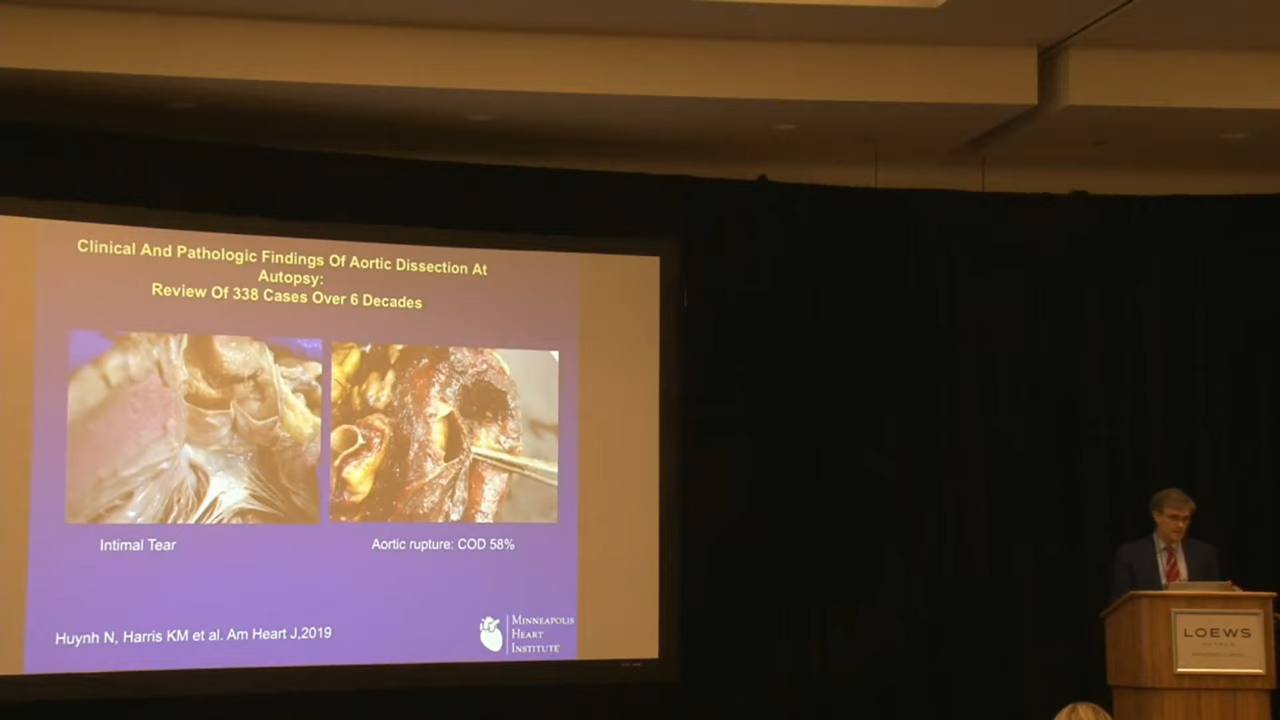 Clinical And Pathologic Findings Of Aortic Dissection At
Autopsy:
Review Of 338 Cases Over 6 Decades
Intimal Tear
Aortic rupture: COD 58%
Huynh N, Harris KM et al. Am Heart J,2019
MINNEAPOLIS
HEART
INSTITUTE
LOEWS